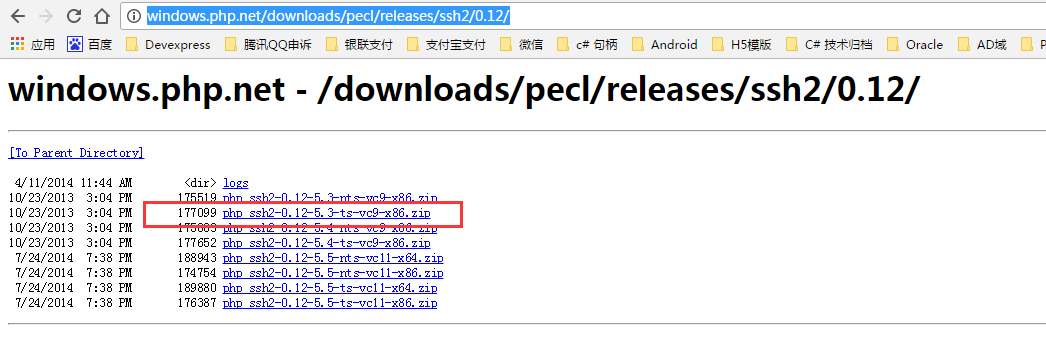 windows.php.net/downloads/pecl/releases/ssh2/0.12/
应用 百度 Devexpress 腾讯QQ申诉 银联支付 支付宝支付 微信 c# 句柄 Android H5模版 C# 技术归档 Oracle AD域 P
windows.php.net - /downloads/pecl/releases/ssh2/0.12/
[To Parent Directory]
4/11/2014 11:44 AM <dir> logs
10/23/2013 3:04 PM 175519 php_ssh2-0.12-5.3-nts-vc9-x86.zip
10/23/2013 3:04 PM 177099 php_ssh2-0.12-5.3-ts-vc9-x86.zip
10/23/2013 3:04 PM php_ssh2-0.12-5.4-nts-vc9-x86.zip
10/23/2013 3:04 PM 177652 php_ssh2-0.12-5.4-ts-vc9-x86.zip
7/24/2014 7:38 PM 188943 php_ssh2-0.12-5.5-nts-vc11-x64.zip
7/24/2014 7:38 PM 174754 php_ssh2-0.12-5.5-nts-vc11-x86.zip
7/24/2014 7:38 PM 189880 php_ssh2-0.12-5.5-ts-vc11-x64.zip
7/24/2014 7:38 PM 176387 php_ssh2-0.12-5.5-ts-vc11-x86.zip